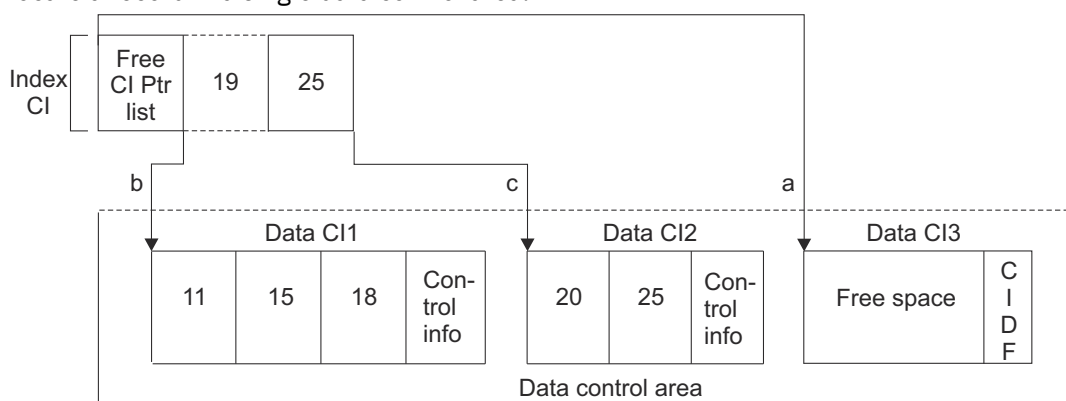 Free
CI Ptr
list
Index
CI
19
25
b
c
a
Data CI1
Data CI2
Data CI3
11
15
18
Con-
trol
info
20
25
Con-
trol
info
Free space
C
I
D
F
Data control area